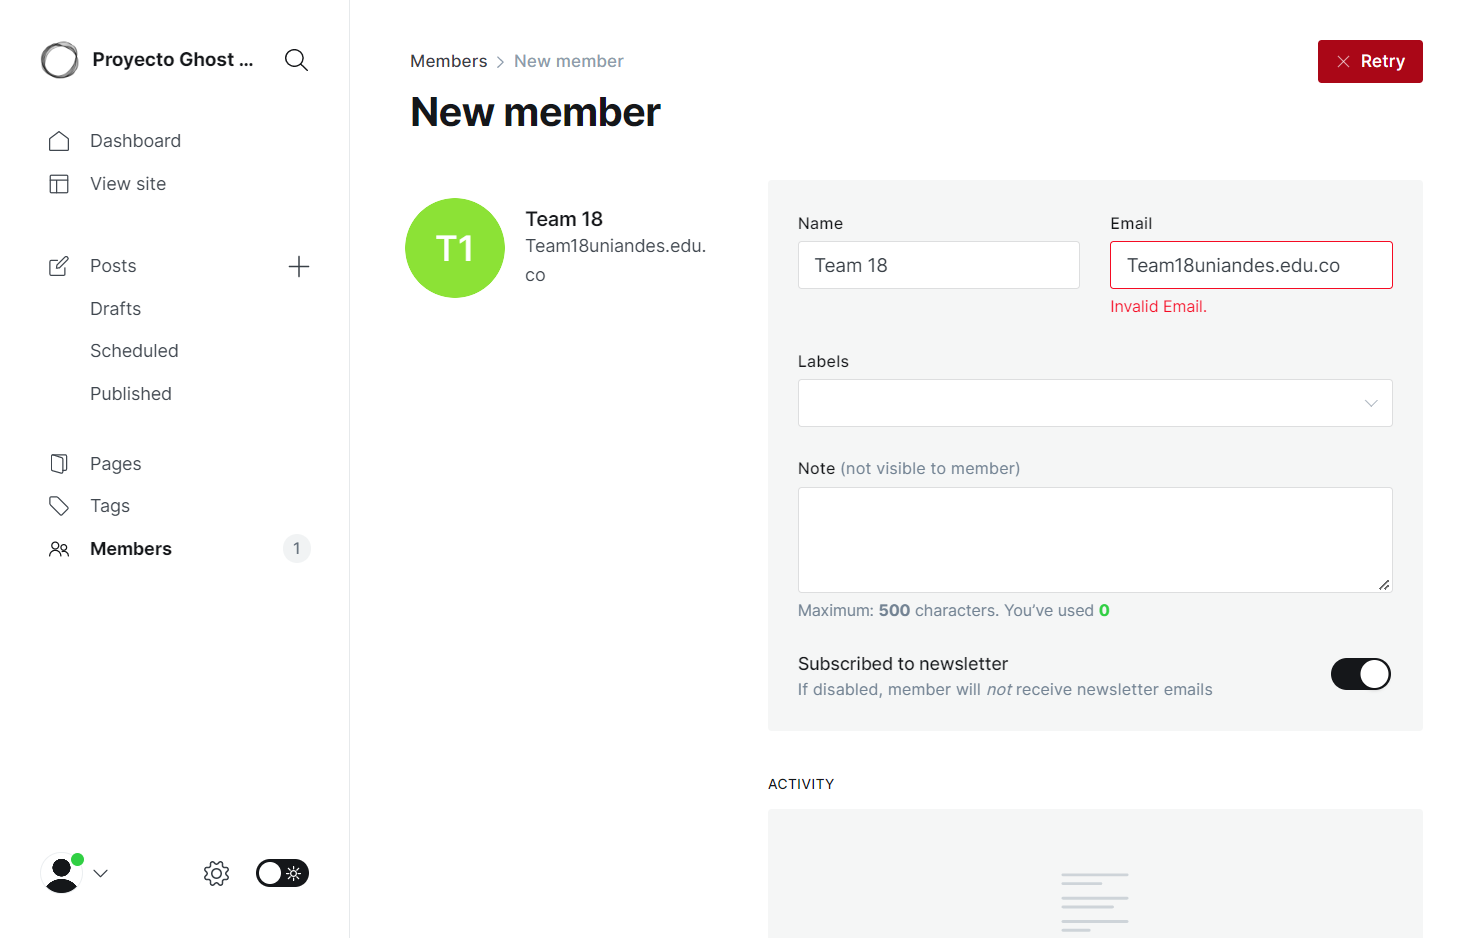 Proyecto Ghost ...
Dashboard
View site
Posts
Drafts
Scheduled
Published
Pages
Tags
Members 1
Members > New member
Retry
New member
T1
Team 18
Team18uniandes.edu.
co
Name
Team 18
Email
Team18uniandes.edu.co
Invalid Email.
Labels
Note (not visible to member)
Maximum: 500 characters. You’ve used 0
Subscribed to newsletter
If disabled, member will not receive newsletter emails
ACTIVITY